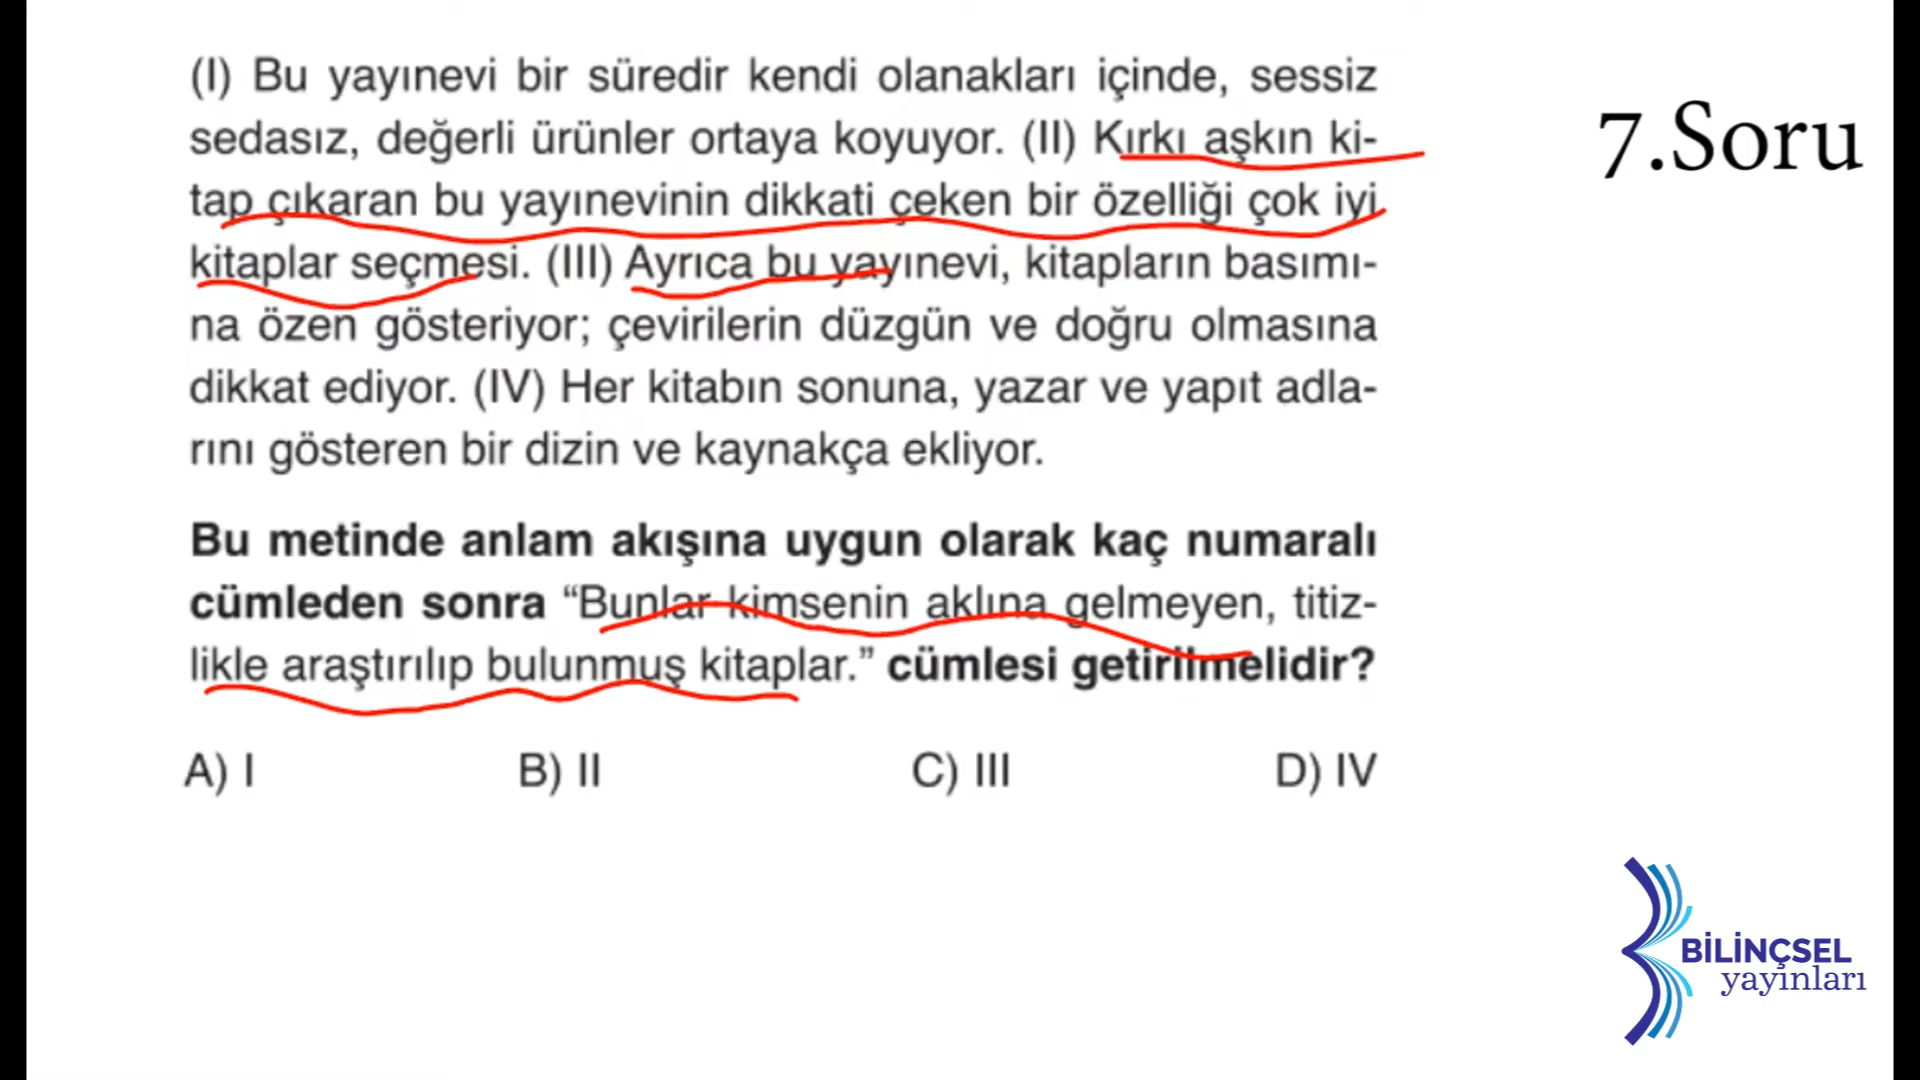 (I) Bu yayınevi bir süredir kendi olanakları içinde, sessiz
sedasız, değerli ürünler ortaya koyuyor. (II) Kırkı aşkın ki-
tap çıkaran bu yayınevinin dikkati çeken bir özelliği çok iyi
kitaplar seçmesi. (III) Ayrıca bu yayınevi, kitapların basımı-
na özen gösteriyor; çevirilerin düzgün ve doğru olmasına
dikkat ediyor. (IV) Her kitabın sonuna, yazar ve yapıt adla-
rını gösteren bir dizin ve kaynakça ekliyor.
Bu metinde anlam akışına uygun olarak kaç numaralı
cümleden sonra “Bunlar kimsenin aklına gelmeyen, titiz-
likle araştırılıp bulunmuş kitaplar.” cümlesi getirilmelidir?
A) I B) II C) III D) IV
7.Soru
BİLİNÇSEL
yayınları